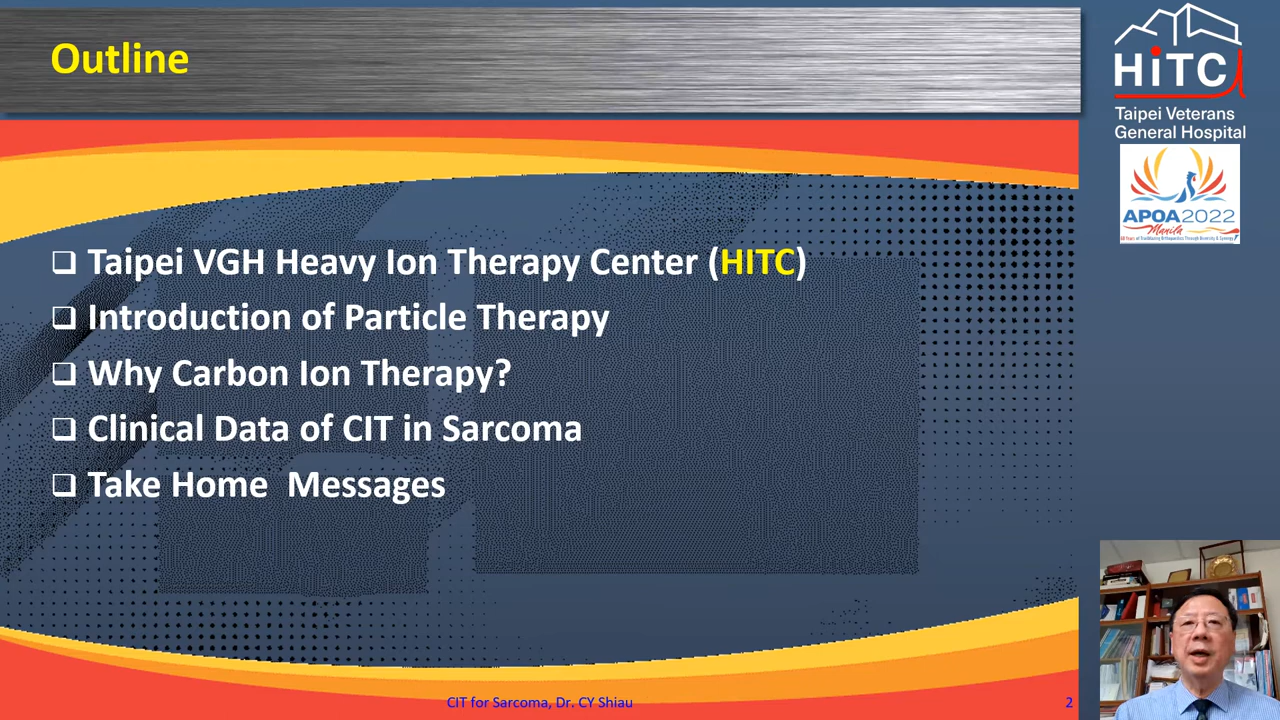 Outline
HiTC
Taipei Veterans
General Hospital
APOA2022
Manila
❑ Taipei VGH Heavy Ion Therapy Center (HITC)
❑ Introduction of Particle Therapy
❑ Why Carbon Ion Therapy?
❑ Clinical Data of CIT in Sarcoma
❑ Take Home  Messages
CIT for Sarcoma, Dr. CY Shiau
2